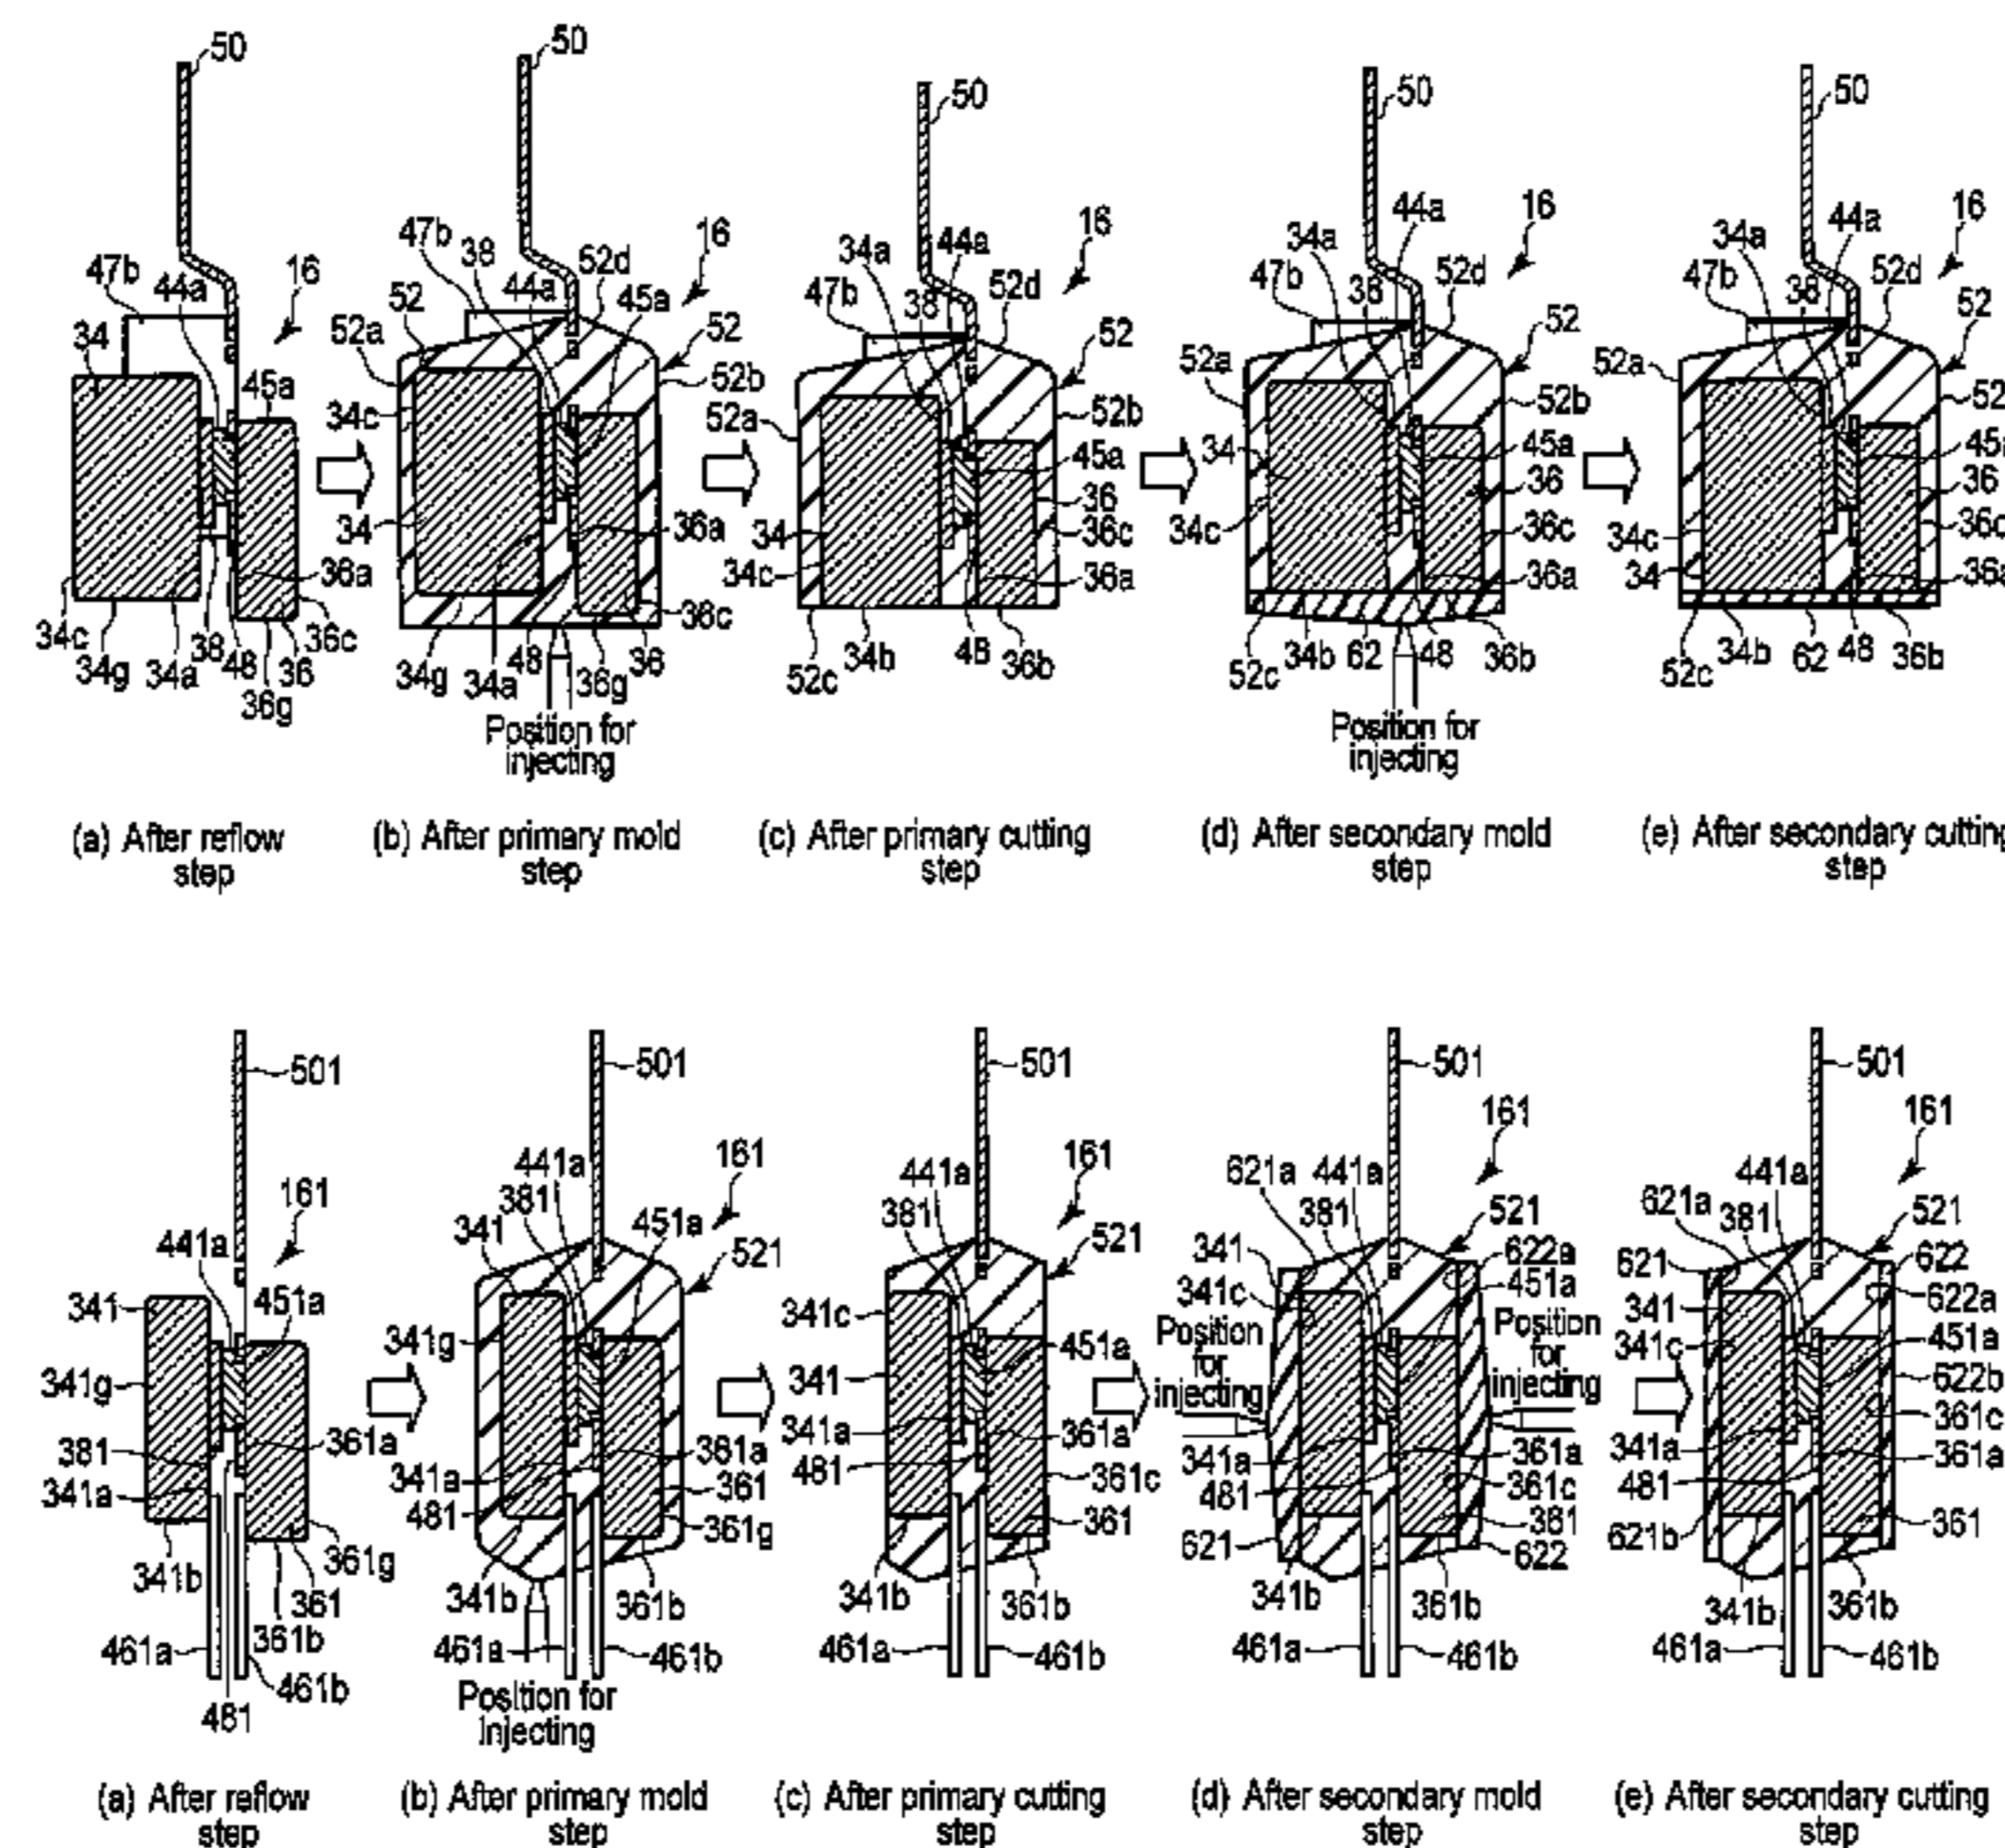 50
16
47b
44a
34
45a
36a
34c
38
48
36c
34g
34a
36
36g
(a) After reflow
step
50
47b
38
16
44a
52d
52
45a
52a
52
34c
52b
34
36a
36c
34g
34a
48
36g
36
Position for
injecting
(b) After primary mold
step
50
16
34a
44a
47b
38
52d
52
52a
52b
45a
34
36
36c
34c
36a
52c
34b
48
36b
(c) After primary cutting
step
50
44a
16
34a
47b
38
52d
52
52a
52b
34
45a
36
34c
36c
36a
52c
34b
62
48
36b
Position for
injecting
(d) After secondary mold
step
50
16
44a
34a
47b
38
52d
52
52a
45a
36
34c
36c
34
36a
52c
34b
62
48
36b
(e) After secondary cutting
step
501
161
441a
341
451a
341g
381
361a
341a
341b
361g
361
361b
461a
461b
481
(a) After reflow
step
501
441a
161
381
341
451a
521
341g
341a
381a
481
361
361g
341b
361b
461a
461b
Position for
injecting
(b) After primary mold
step
501
441a
161
381
521
341c
341
451a
341a
361a
481
361c
361
341b
361b
461a
461b
(c) After primary cutting
step
501
161
621a
441a
381
521
341
622a
341c
451a
Position
for
injecting
Position
for
injecting
341a
361a
481
361c
381
621
622
341b
361b
461a
461b
(d) After secondary mold
step
501
161
441a
621a
381
521
621
622
341
622a
341c
451a
622b
361c
341a
361a
481
621b
361
341b
361b
461a
461b
(e) After secondary cutting
step